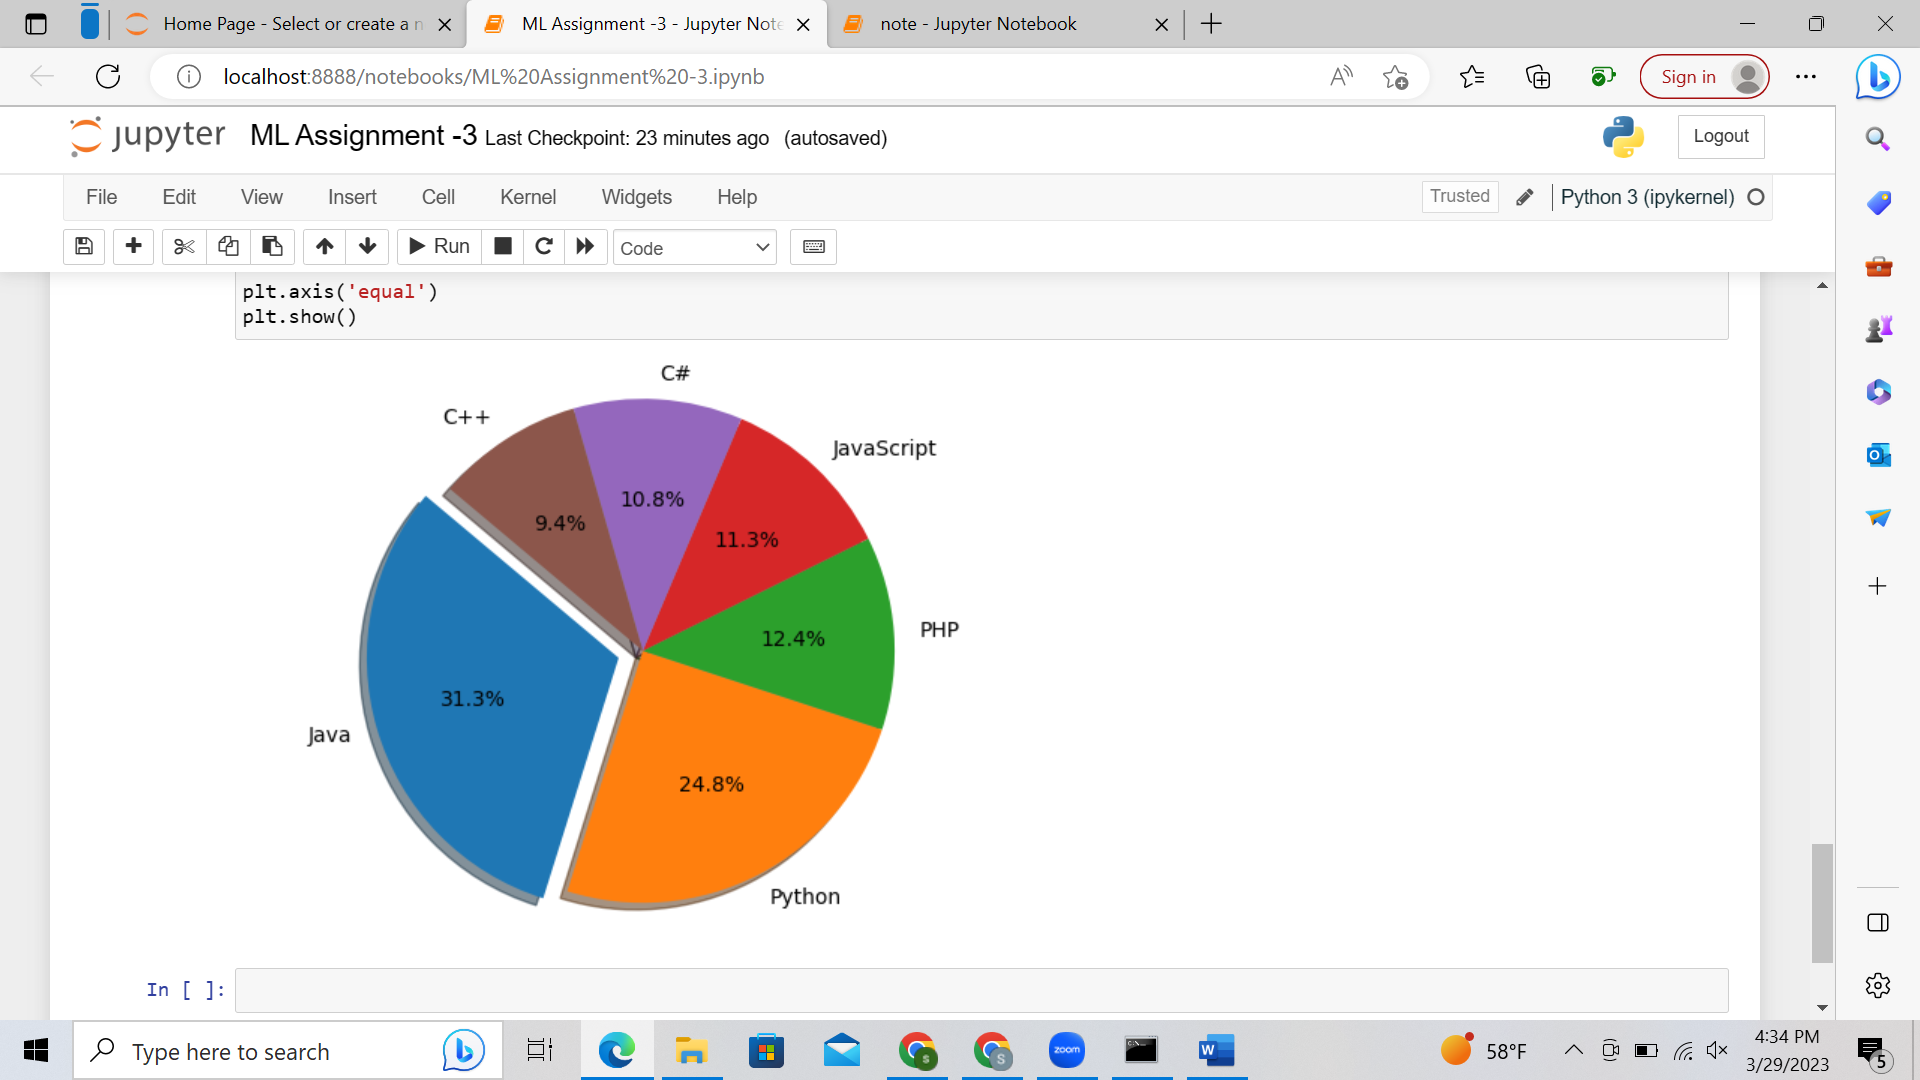 Home Page - Select or create a n
ML Assignment -3 - Jupyter Note
note - Jupyter Notebook
localhost:8888/notebooks/ML%20Assignment%20-3.ipynb
Sign in
jupyter ML Assignment -3 Last Checkpoint: 23 minutes ago (autosaved)
Logout
File Edit View Insert Cell Kernel Widgets Help
Trusted
Python 3 (ipykernel)
Run
Code
plt.axis('equal')
plt.show()
C#
C++
JavaScript
10.8%
9.4%
11.3%
PHP
12.4%
31.3%
Java
24.8%
Python
In [ ]:
Type here to search
zoom
58°F
4:34 PM
3/29/2023
5